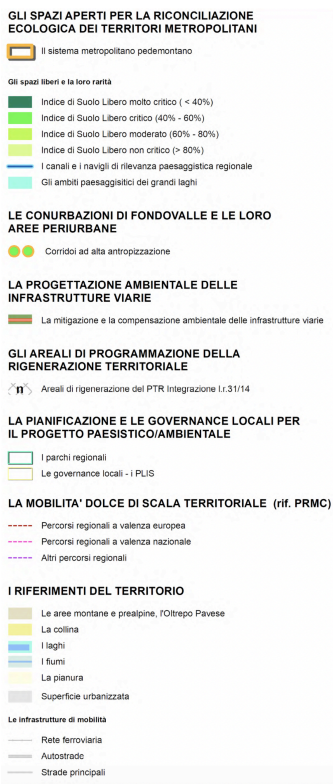 GLI SPAZI APERTI PER LA RICONCILIAZIONE
ECOLOGICA DEI TERRITORI METROPOLITANI
Il sistema metropolitano pedemontano
Gli spazi liberi e la loro rarità
Indice di Suolo Libero molto critico ( < 40%)
Indice di Suolo Libero critico (40% - 60%)
Indice di Suolo Libero moderato (60% - 80%)
Indice di Suolo Libero non critico (> 80%)
I canali e i navigli di rilevanza paesaggistica regionale
Gli ambiti paesaggisitici dei grandi laghi
LE CONURBAZIONI DI FONDOVALLE E LE LORO
AREE PERIURBANE
Corridoi ad alta antropizzazione
LA PROGETTAZIONE AMBIENTALE DELLE
INFRASTRUTTURE VIARIE
La mitigazione e la compensazione ambientale delle infrastrutture viarie
GLI AREALI DI PROGRAMMAZIONE DELLA
RIGENERAZIONE TERRITORIALE
n Areali di rigenerazione del PTR Integrazione l.r.31/14
LA PIANIFICAZIONE E LE GOVERNANCE LOCALI PER
IL PROGETTO PAESISTICO/AMBIENTALE
I parchi regionali
Le governance locali - i PLIS
LA MOBILITA' DOLCE DI SCALA TERRITORIALE (rif. PRMC)
Percorsi regionali a valenza europea
Percorsi regionali a valenza nazionale
Altri percorsi regionali
I RIFERIMENTI DEL TERRITORIO
Le aree montane e prealpine, l'Oltrepo Pavese
La collina
I laghi
I fiumi
La pianura
Superficie urbanizzata
Le infrastrutture di mobilità
Rete ferroviaria
Autostrade
Strade principali